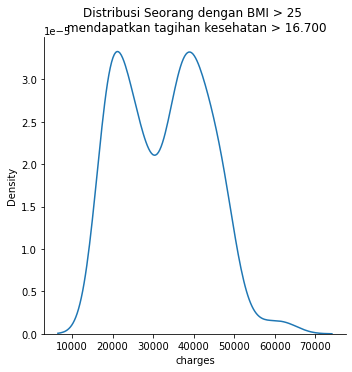 Distribusi Seorang dengan BMI > 25
mendapatkan tagihan kesehatan > 16.700
1e−5
3.0
2.5
2.0
1.5
1.0
0.5
0.0
Density
10000 20000 30000 40000 50000 60000 70000
charges